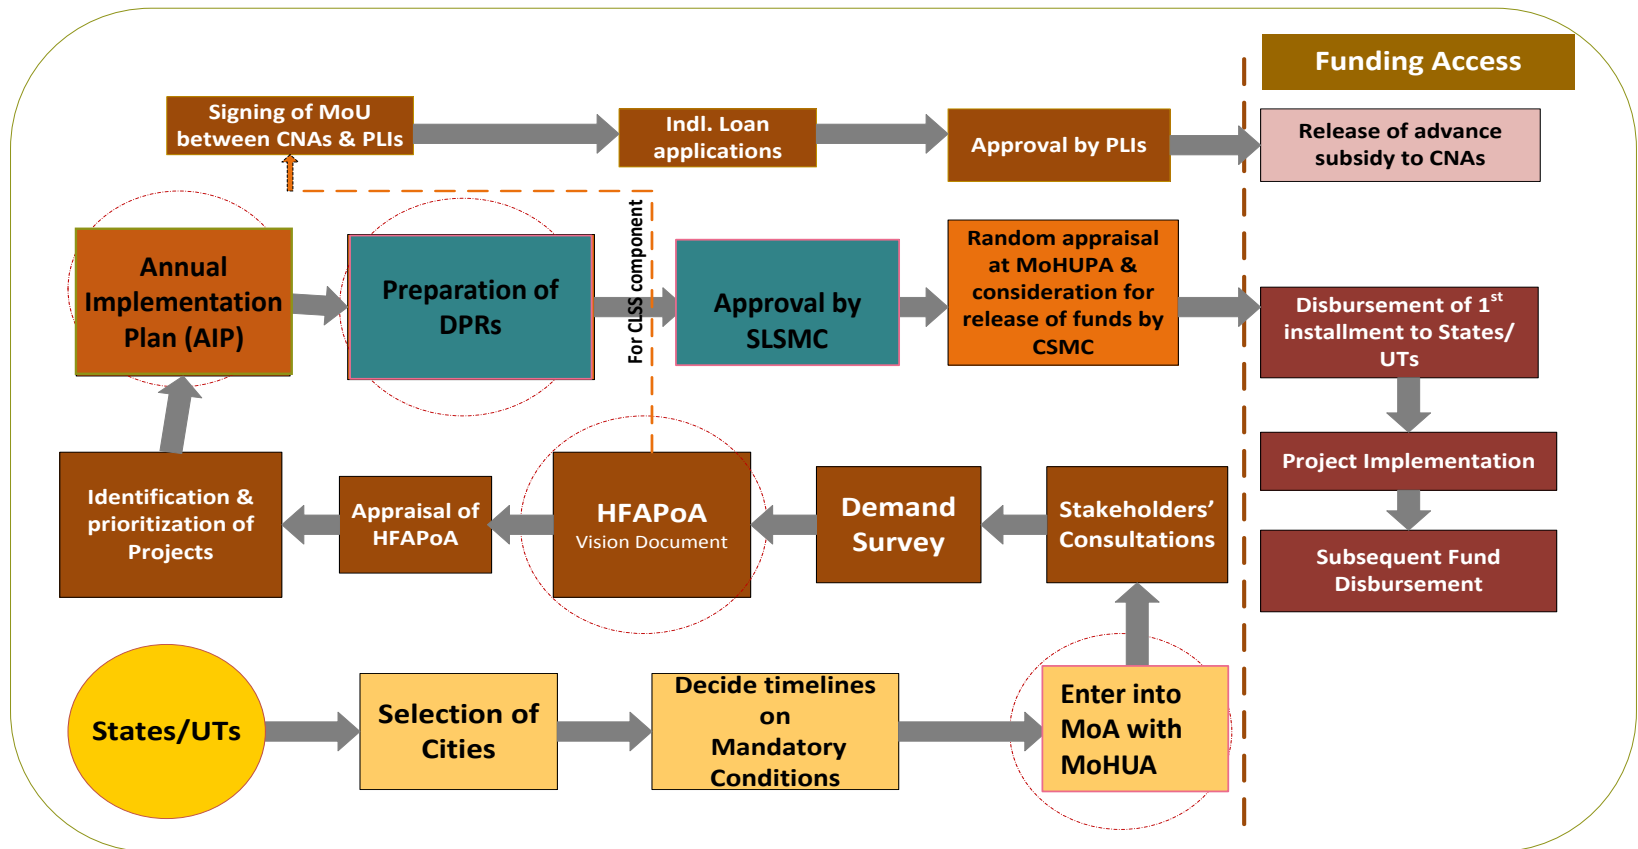 Funding Access
Signing of MoU
between CNAs & PLIs
Indl. Loan
applications
Approval by PLIs
Release of advance
subsidy to CNAs
Annual
Implementation
Plan (AIP)
Preparation of
DPRs
For CLSS component
Approval by
SLSMC
Random appraisal
at MoHUPA &
consideration for
release of funds by
CSMC
Disbursement of 1st
installment to States/
UTs
Identification &
prioritization of
Projects
Appraisal of
HFAPoA
HFAPoA
Vision Document
Demand
Survey
Stakeholders’
Consultations
Project Implementation
Subsequent Fund
Disbursement
States/UTs
Selection of
Cities
Decide timelines
on
Mandatory
Conditions
Enter into
MoA with
MoHUA